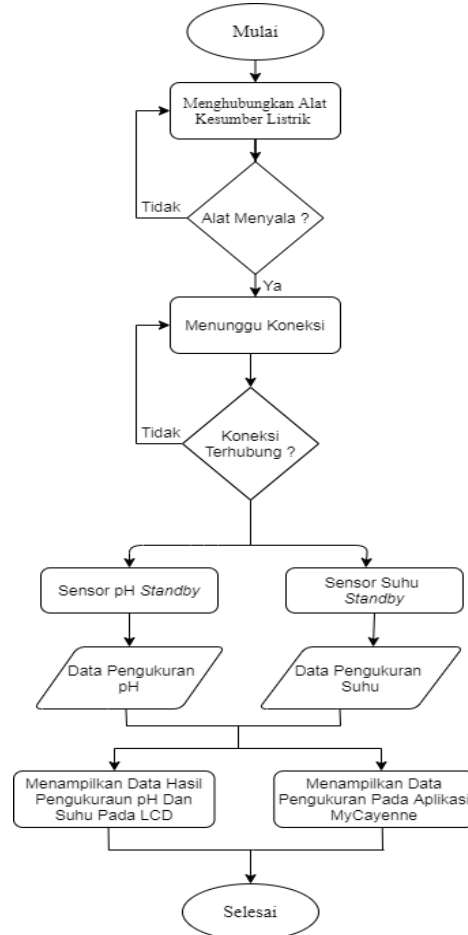 Mulai
Menghubungkan Alat
Kesumber Listrik
Tidak
Alat Menyala ?
Ya
Menunggu Koneksi
Tidak
Koneksi
Terhubung ?
Sensor pH Standby
Sensor Suhu
Standby
Data Pengukuran
pH
Data Pengukuran
Suhu
Menampilkan Data Hasil
Pengukuraun pH Dan
Suhu Pada LCD
Menampilkan Data
Pengukuran Pada Aplikasi
MyCayenne
Selesai